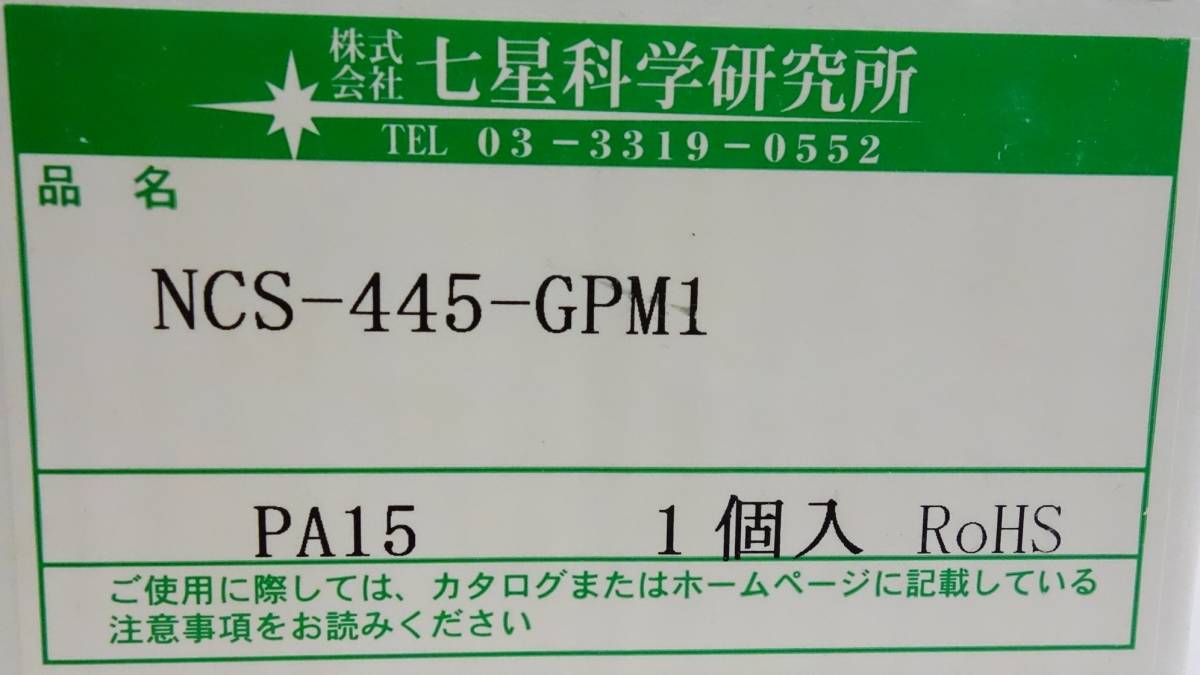 株式会社 七星科学研究所
TEL 03-3319-0552
品 名
NCS-445-GPM1
PA15 1個入 RoHS
ご使用に際しては、カタログまたはホームページに記載している
注意事項をお読みください